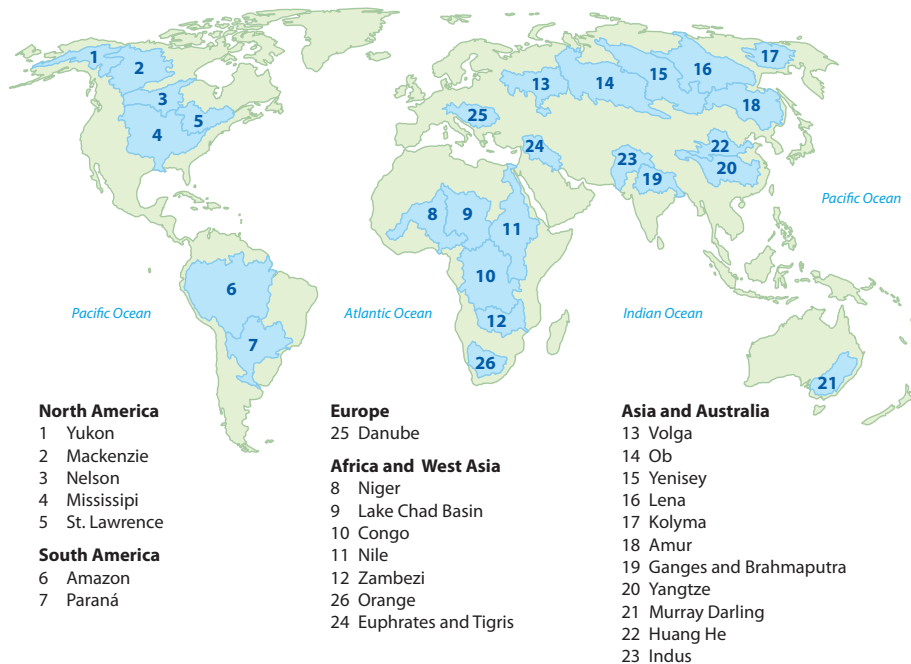 1
2
3
4
5
6
7
8
9
10
11
12
26
13
14
15
16
17
18
25
24
23
19
22
20
21
Pacific Ocean
Pacific Ocean
Atlantic Ocean
Indian Ocean
North America
1 Yukon
2 Mackenzie
3 Nelson
4 Mississipi
5 St. Lawrence
South America
6 Amazon
7 Paraná
Europe
25 Danube
Africa and West Asia
8 Niger
9 Lake Chad Basin
10 Congo
11 Nile
12 Zambezi
26 Orange
24 Euphrates and Tigris
Asia and Australia
13 Volga
14 Ob
15 Yenisey
16 Lena
17 Kolyma
18 Amur
19 Ganges and Brahmaputra
20 Yangtze
21 Murray Darling
22 Huang He
23 Indus